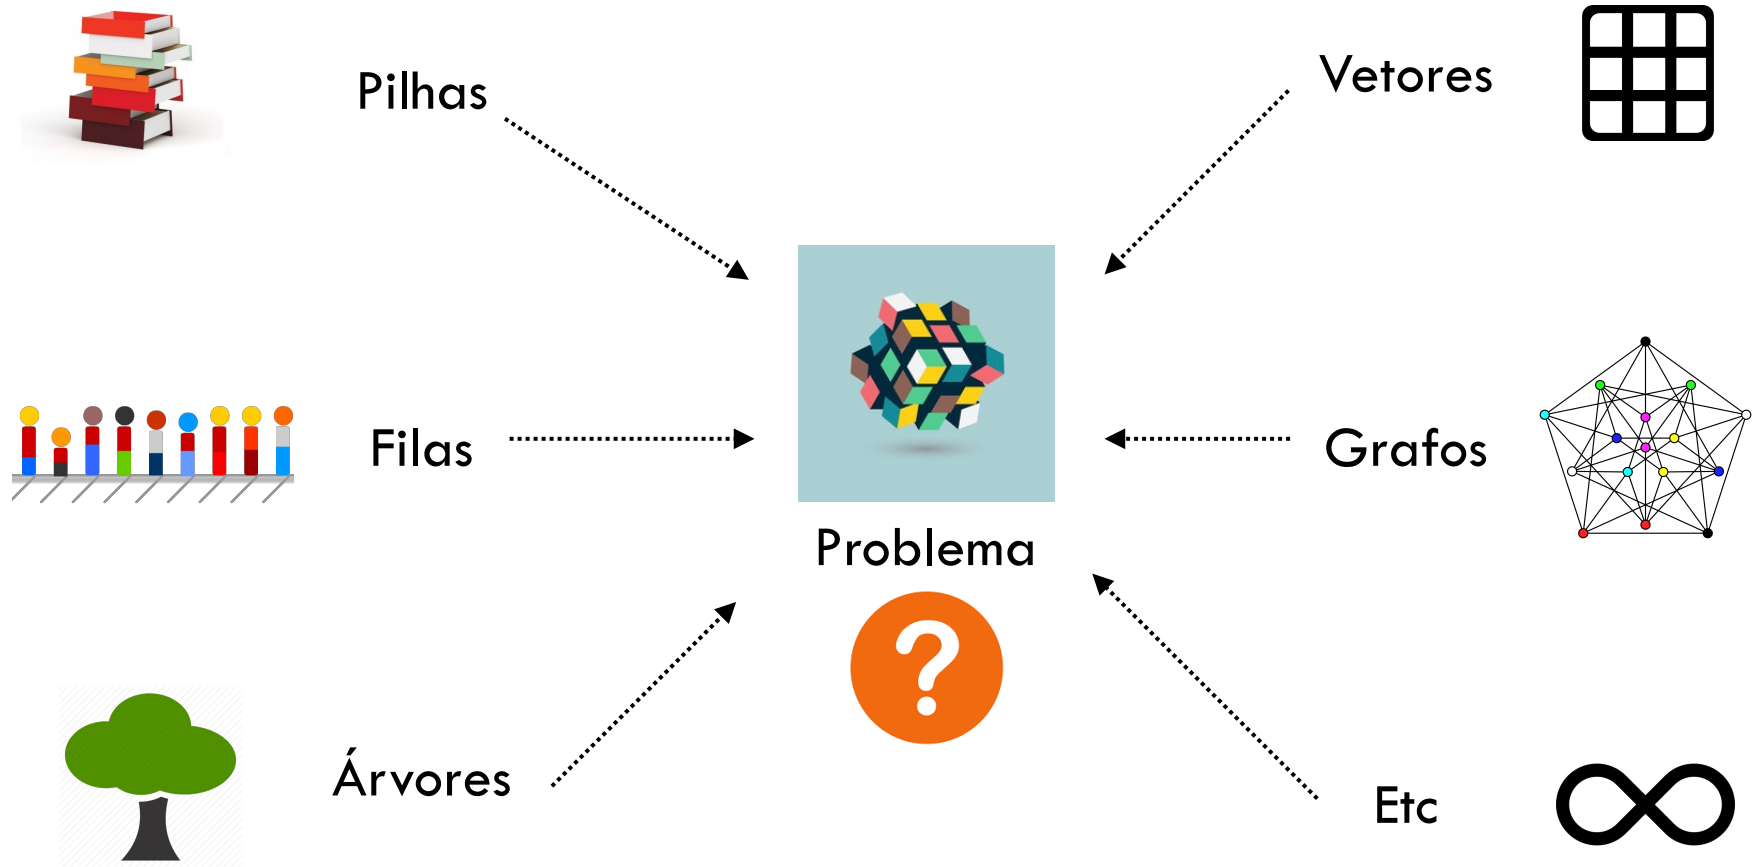 Pilhas
Vetores
Filas
Grafos
Problema
?
Árvores
Etc